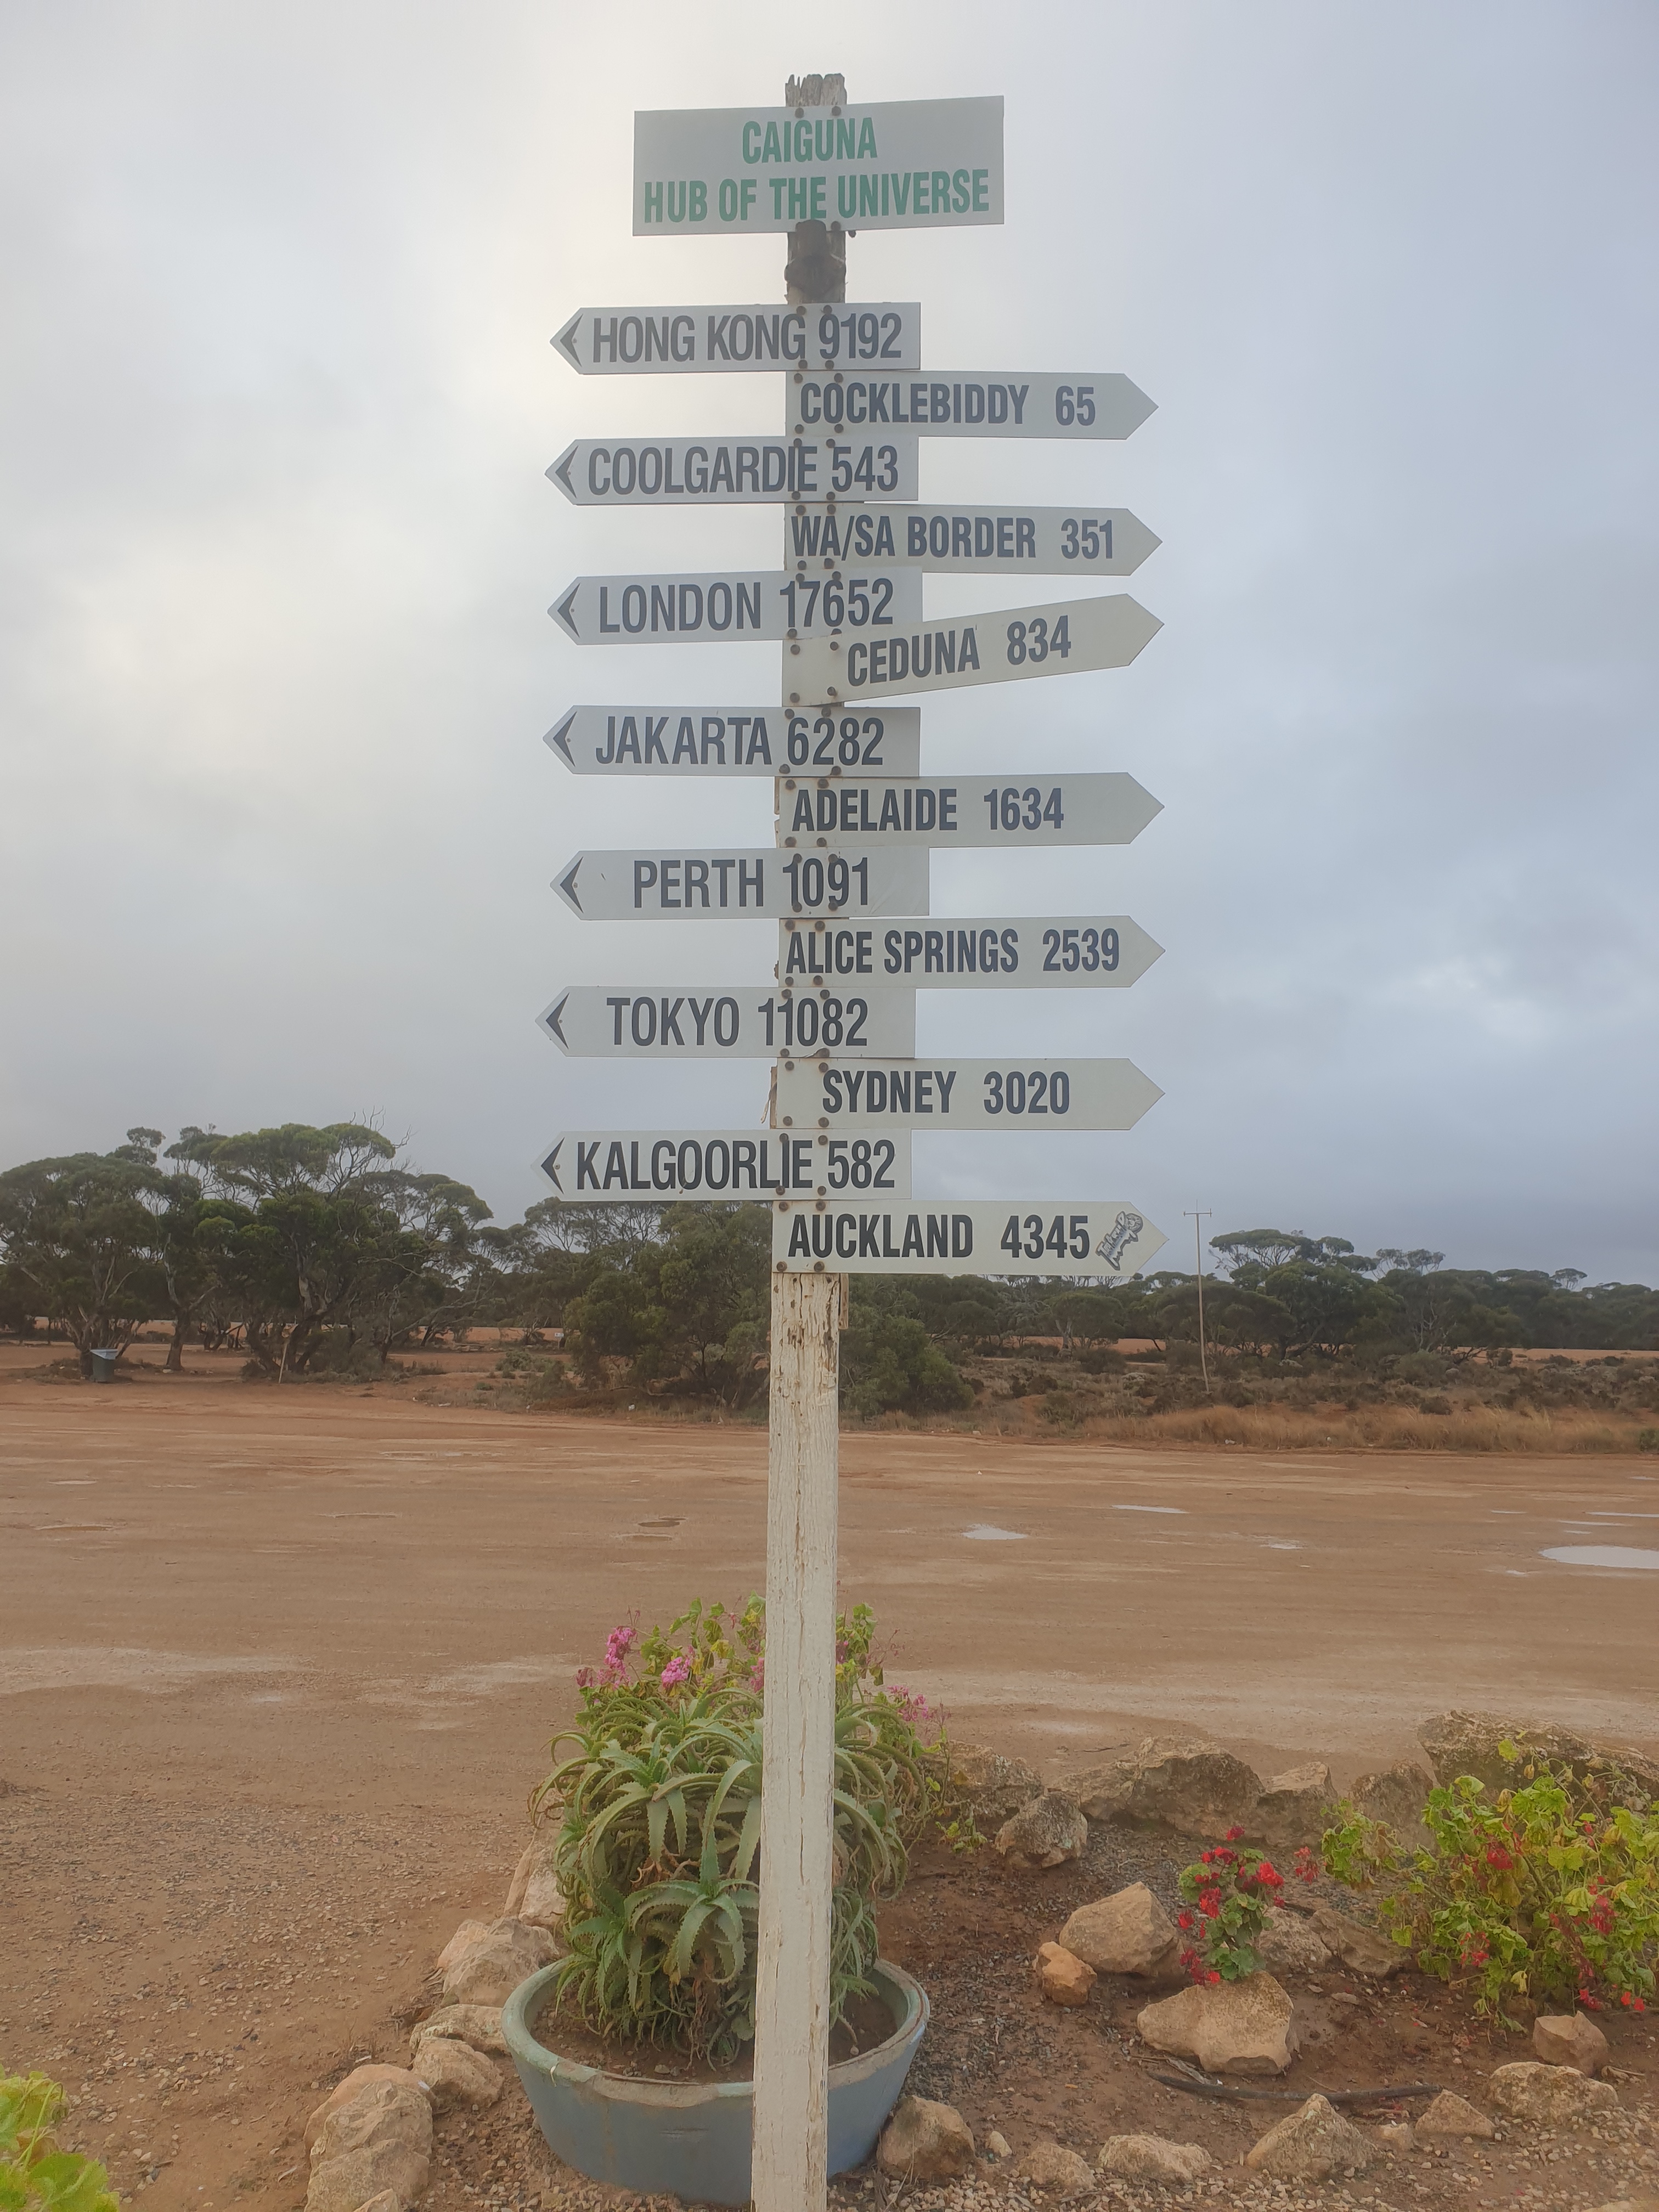 CAIGUNA
HUB OF THE UNIVERSE
HONG KONG 9192
COCKLEBIDDY 65
COOLGARDIE 543
WA/SA BORDER 351
LONDON 17652
CEDUNA 834
JAKARTA 6282
ADELAIDE 1634
PERTH 1091
ALICE SPRINGS 2539
TOKYO 11082
SYDNEY 3020
KALGOORLIE 582
AUCKLAND 4345